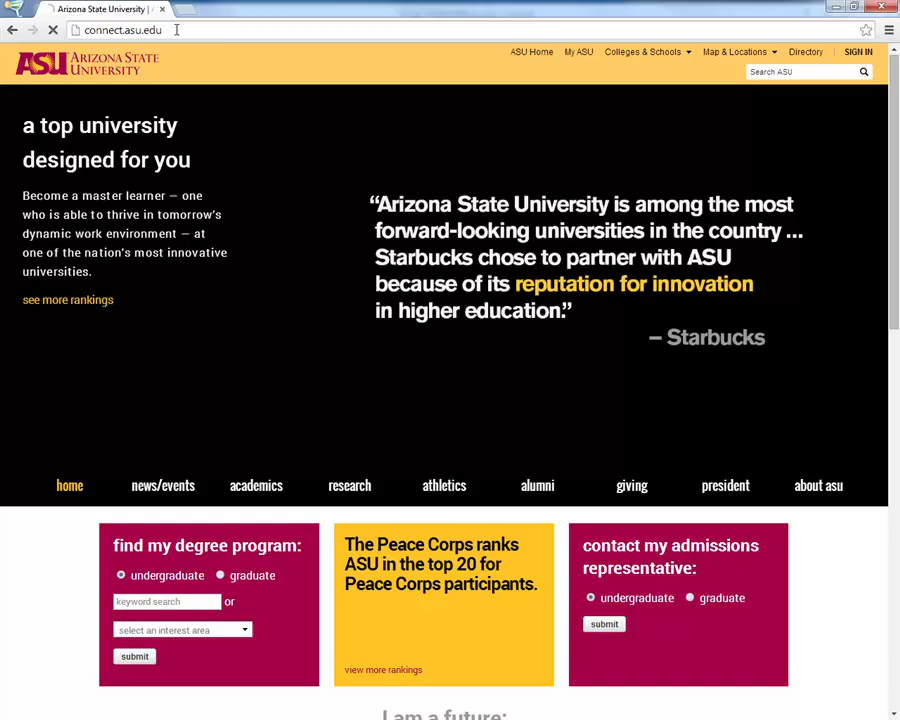 Arizona State University |
connect.asu.edu
ASU ARIZONA STATE UNIVERSITY
ASU Home My ASU Colleges & Schools Map & Locations Directory SIGN IN
Search ASU
a top university
designed for you
Become a master learner — one
who is able to thrive in tomorrow's
dynamic work environment — at
one of the nation's most innovative
universities.
see more rankings
“Arizona State University is among the most
forward-looking universities in the country ...
Starbucks chose to partner with ASU
because of its reputation for innovation
in higher education.”
– Starbucks
home news/events academics research athletics alumni giving president about asu
find my degree program:
undergraduate graduate
keyword search or
select an interest area
submit
The Peace Corps ranks
ASU in the top 20 for
Peace Corps participants.
view more rankings
contact my admissions
representative:
undergraduate graduate
submit
I am a future: